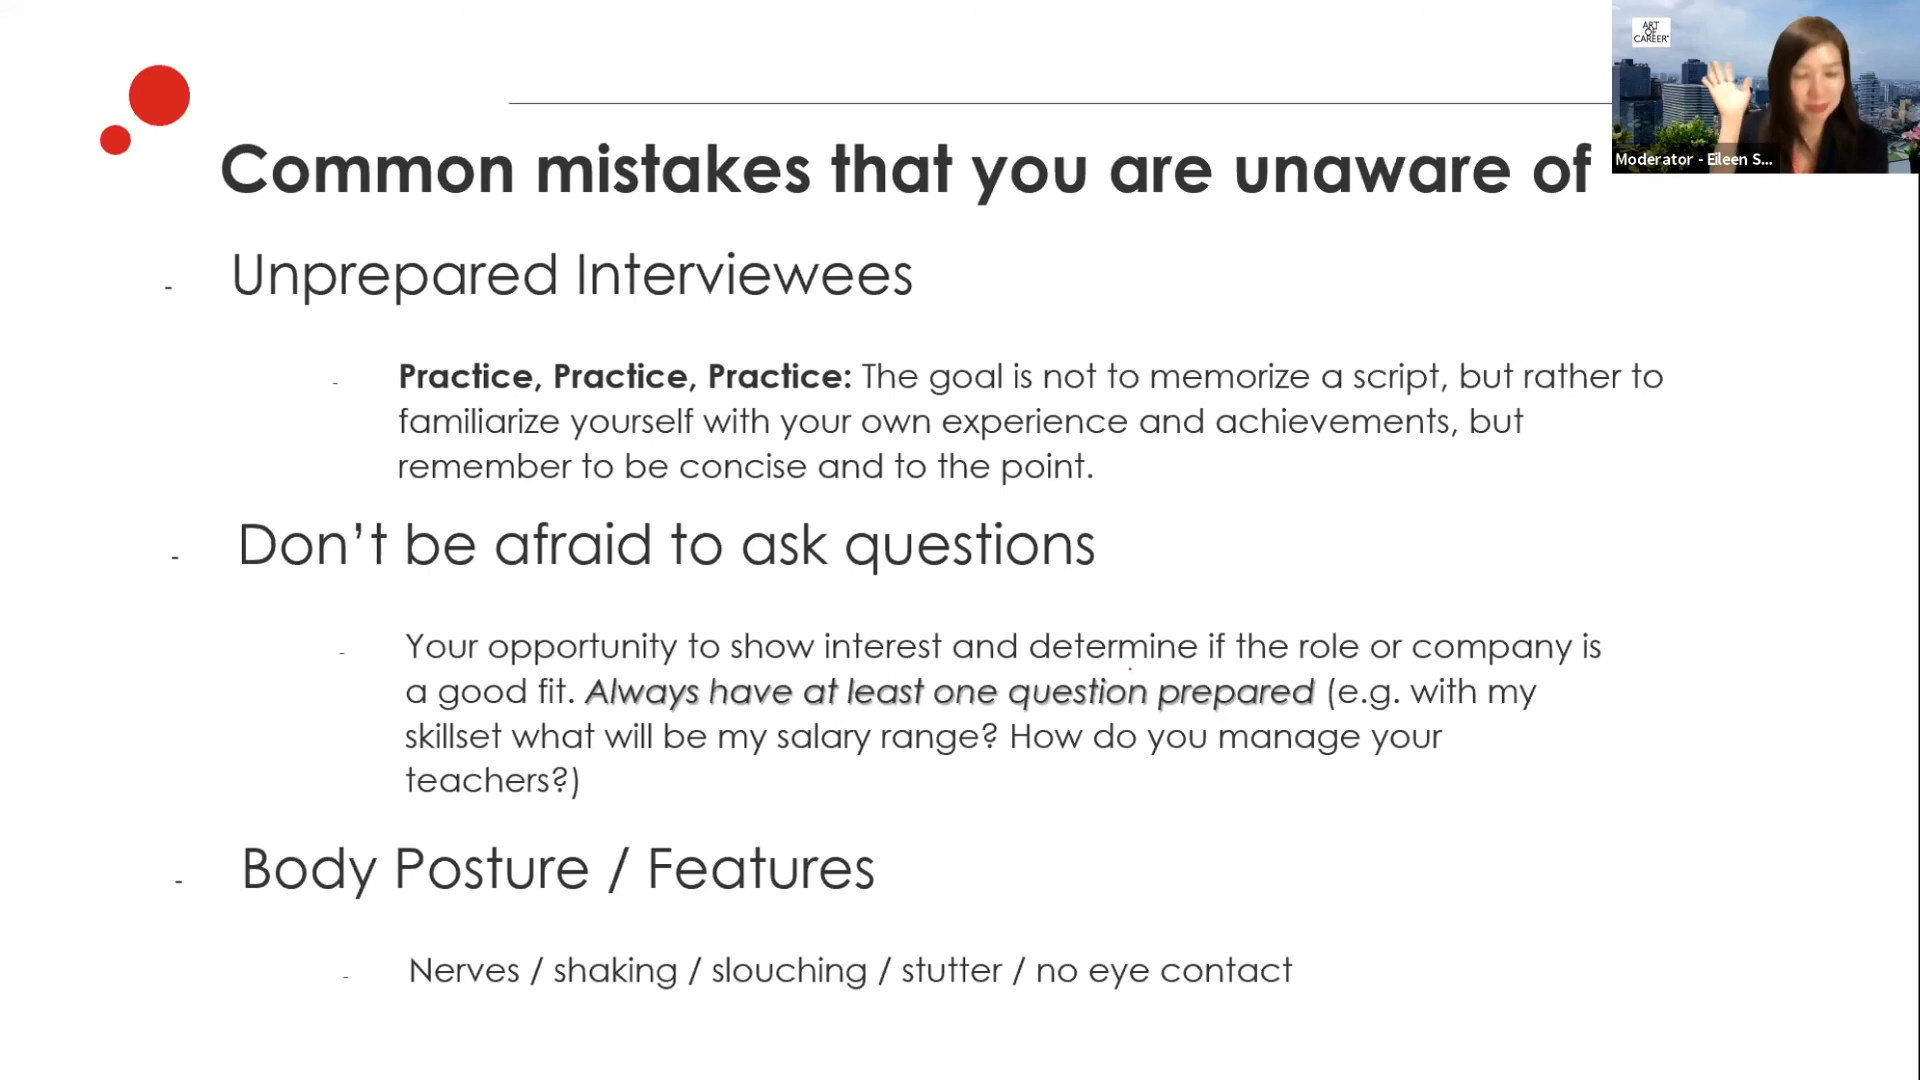 ART
OF
CAREER
Moderator - Eileen S...
Common mistakes that you are unaware of
- Unprepared Interviewees
- Practice, Practice, Practice: The goal is not to memorize a script, but rather to
familiarize yourself with your own experience and achievements, but
remember to be concise and to the point.
- Don’t be afraid to ask questions
- Your opportunity to show interest and determine if the role or company is
a good fit. Always have at least one question prepared (e.g. with my
skillset what will be my salary range? How do you manage your
teachers?)
- Body Posture / Features
- Nerves / shaking / slouching / stutter / no eye contact